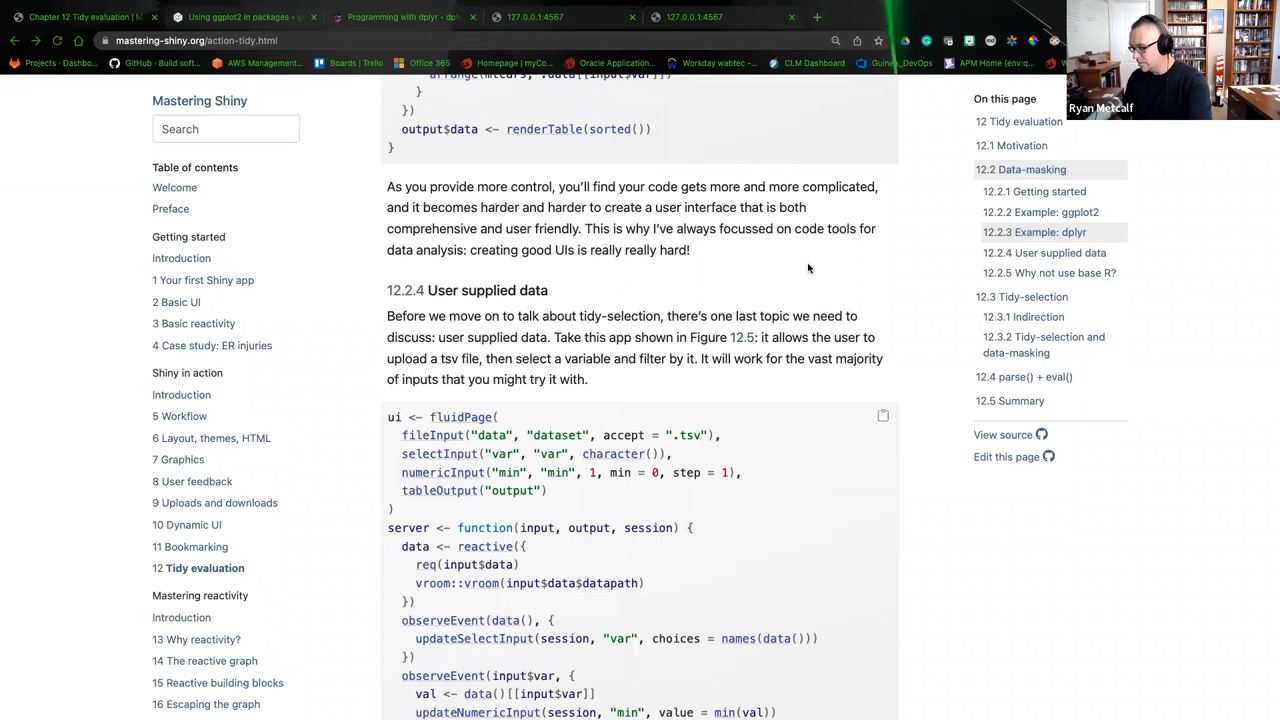 Chapter 12 Tidy evaluation | M
Using ggplot2 in packages •
Programming with dplyr • dply
127.0.0.1:4567
127.0.0.1:4567
mastering-shiny.org/action-tidy.html
Projects - Dashbo...
GitHub - Build soft...
AWS Management...
Boards | Trello
Office 365
Homepage | myCo...
Oracle Application...
Workday wabtec -...
CLM Dashboard
Guinea_DevOps
APM Home (env:q...
Ryan Metcalf
Mastering Shiny
Search
Table of contents
Welcome
Preface
Getting started
Introduction
1 Your first Shiny app
2 Basic UI
3 Basic reactivity
4 Case study: ER injuries
Shiny in action
Introduction
5 Workflow
6 Layout, themes, HTML
7 Graphics
8 User feedback
9 Uploads and downloads
10 Dynamic UI
11 Bookmarking
12 Tidy evaluation
Mastering reactivity
Introduction
13 Why reactivity?
14 The reactive graph
15 Reactive building blocks
16 Escaping the graph
arrange(mtcars, .data[[input$var]])
}
})
output$data <- renderTable(sorted())
}
As you provide more control, you'll find your code gets more and more complicated,
and it becomes harder and harder to create a user interface that is both
comprehensive and user friendly. This is why I've always focussed on code tools for
data analysis: creating good UIs is really really hard!
12.2.4 User supplied data
Before we move on to talk about tidy-selection, there's one last topic we need to
discuss: user supplied data. Take this app shown in Figure 12.5: it allows the user to
upload a tsv file, then select a variable and filter by it. It will work for the vast majority
of inputs that you might try it with.
ui <- fluidPage(
fileInput("data", "dataset", accept = ".tsv"),
selectInput("var", "var", character()),
numericInput("min", "min", 1, min = 0, step = 1),
tableOutput("output")
)
server <- function(input, output, session) {
data <- reactive({
req(input$data)
vroom::vroom(input$data$datapath)
})
observeEvent(data(), {
updateSelectInput(session, "var", choices = names(data()))
})
observeEvent(input$var, {
val <- data()[[input$var]]
updateNumericInput(session, "min", value = min(val))
On this page
12 Tidy evaluation
12.1 Motivation
12.2 Data-masking
12.2.1 Getting started
12.2.2 Example: ggplot2
12.2.3 Example: dplyr
12.2.4 User supplied data
12.2.5 Why not use base R?
12.3 Tidy-selection
12.3.1 Indirection
12.3.2 Tidy-selection and
data-masking
12.4 parse() + eval()
12.5 Summary
View source
Edit this page